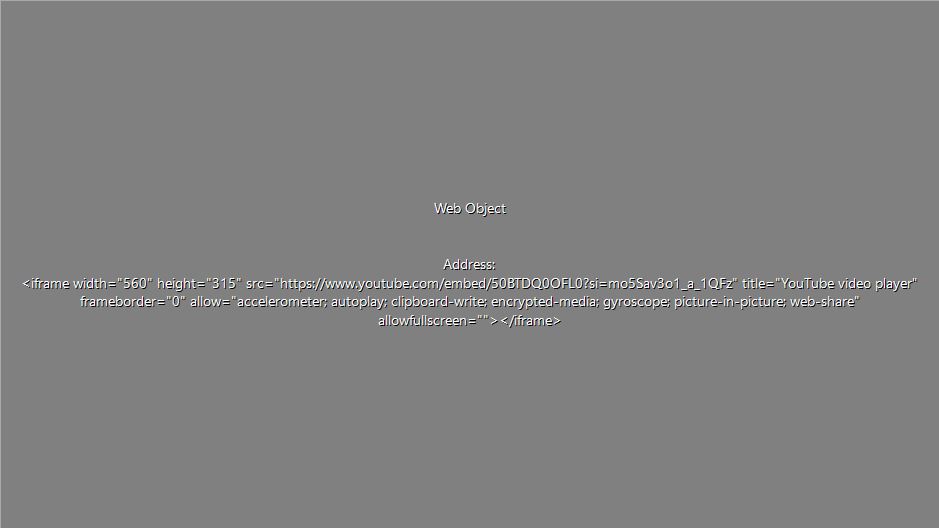 Web Object
Address:
<iframe width="560" height="315" src="https://www.youtube.com/embed/50BTDQ0OFL0?si=mo5Sav3o1_a_1QFz" title="YouTube video player"
frameborder="0" allow="accelerometer; autoplay; clipboard-write; encrypted-media; gyroscope; picture-in-picture; web-share"
allowfullscreen=""></iframe>